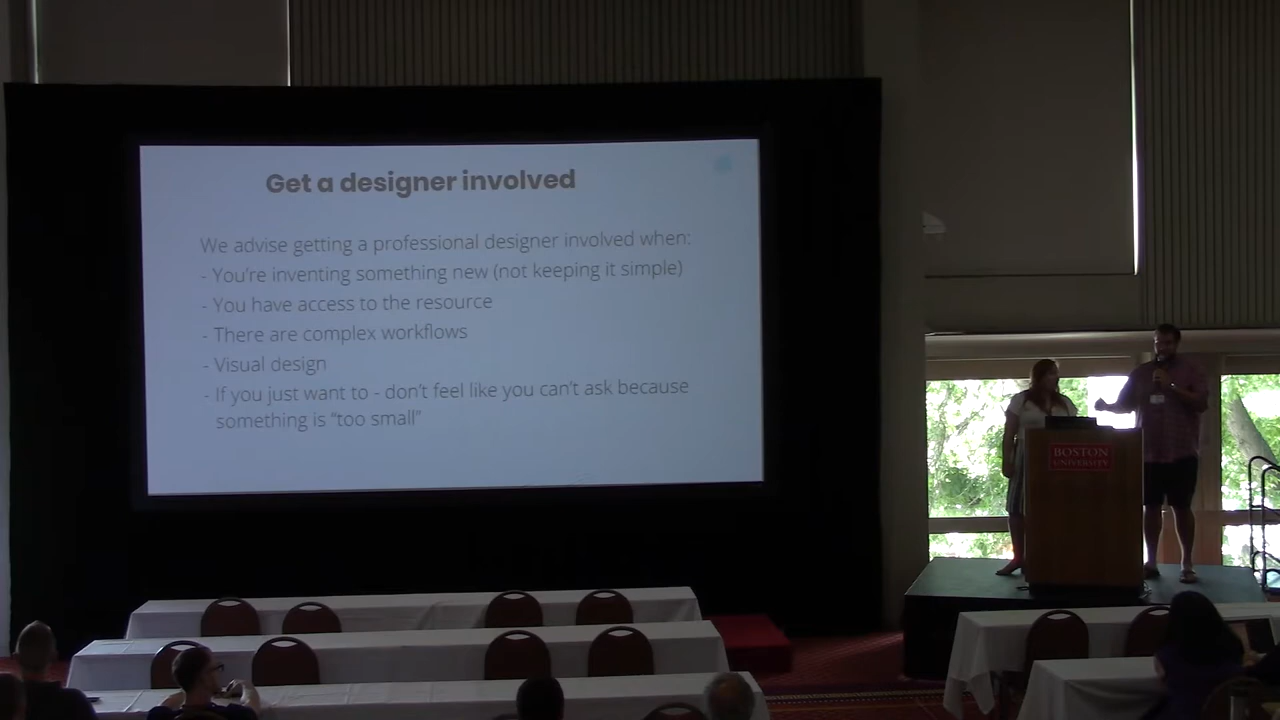 Get a designer involved
We advise getting a professional designer involved when:
- You're inventing something new (not keeping it simple)
- You have access to the resource
- There are complex workflows
- Visual design
- If you just want to - don't feel like you can't ask because
something is "too small"
BOSTON
UNIVERSITY